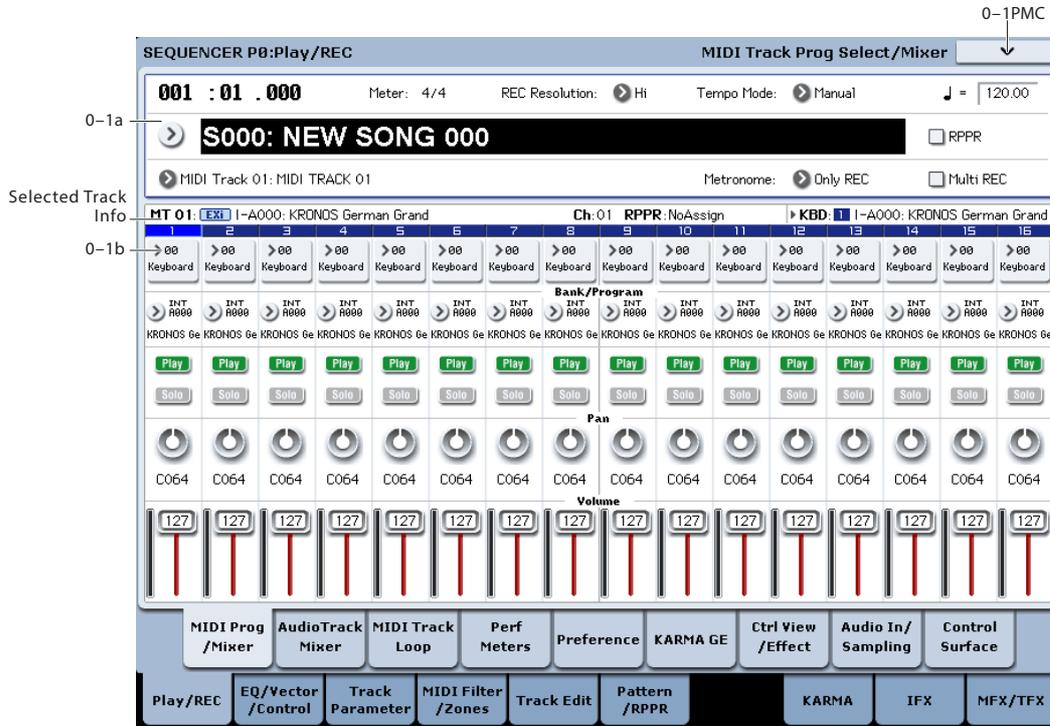 0–1PMC
SEQUENCER P0:Play/REC MIDI Track Prog Select/Mixer
001 :01 .000 Meter: 4/4 REC Resolution: Hi Tempo Mode: Manual ♩ = 120.00
0–1a
S000: NEW SONG 000 RPPR
MIDI Track 01: MIDI TRACK 01 Metronome: Only REC Multi REC
Selected Track
Info
MT 01: EXi I-A000: KRONOS German Grand Ch:01 RPPR:NoAssign KBD: 1 I-A000: KRONOS German Grand
1 2 3 4 5 6 7 8 9 10 11 12 13 14 15 16
0–1b
>00 >00 >00 >00 >00 >00 >00 >00 >00 >00 >00 >00 >00 >00 >00 >00
Keyboard Keyboard Keyboard Keyboard Keyboard Keyboard Keyboard Keyboard Keyboard Keyboard Keyboard Keyboard Keyboard Keyboard Keyboard Keyboard
Bank/Program
INT INT INT INT INT INT INT INT INT INT INT INT INT INT INT INT
A000 A000 A000 A000 A000 A000 A000 A000 A000 A000 A000 A000 A000 A000 A000 A000
KRONOS Ge KRONOS Ge KRONOS Ge KRONOS Ge KRONOS Ge KRONOS Ge KRONOS Ge KRONOS Ge KRONOS Ge KRONOS Ge KRONOS Ge KRONOS Ge KRONOS Ge KRONOS Ge KRONOS Ge KRONOS Ge
Play Play Play Play Play Play Play Play Play Play Play Play Play Play Play Play
Solo Solo Solo Solo Solo Solo Solo Solo Solo Solo Solo Solo Solo Solo Solo Solo
Pan
C064 C064 C064 C064 C064 C064 C064 C064 C064 C064 C064 C064 C064 C064 C064 C064
Volume
127 127 127 127 127 127 127 127 127 127 127 127 127 127 127 127
MIDI Prog AudioTrack MIDI Track Perf Preference KARMA GE Ctrl View Audio In/ Control
/Mixer Mixer Loop Meters /Effect Sampling Surface
Play/REC EQ/Vector Track MIDI Filter Track Edit Pattern KARMA IFX MFX/TFX
/Control Parameter /Zones /RPPR